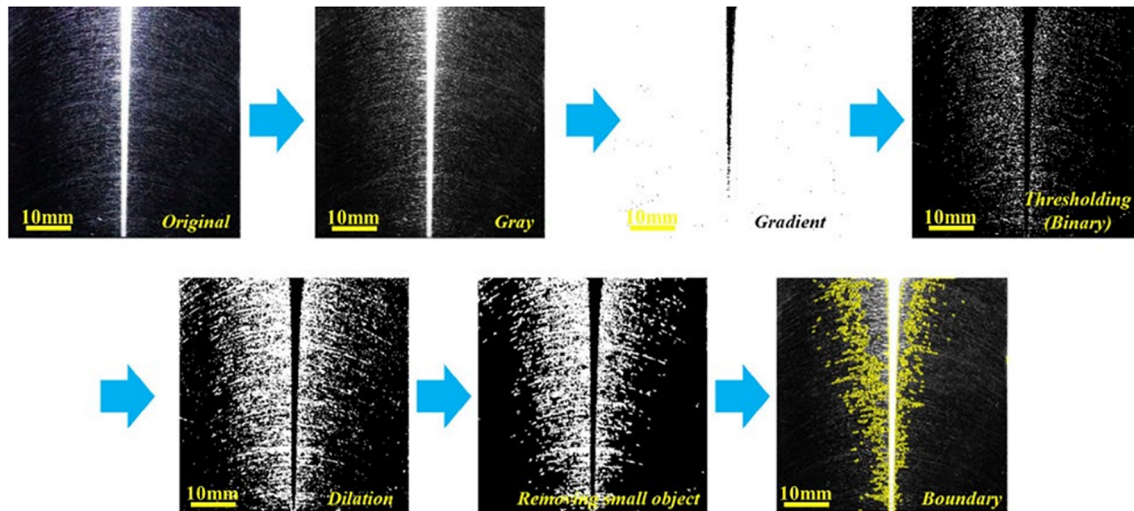 10mm
Original
10mm
Gray
10mm
Gradient
10mm
Thresholding
(Binary)
10mm
Dilation
10mm
Removing small object
10mm
Boundary